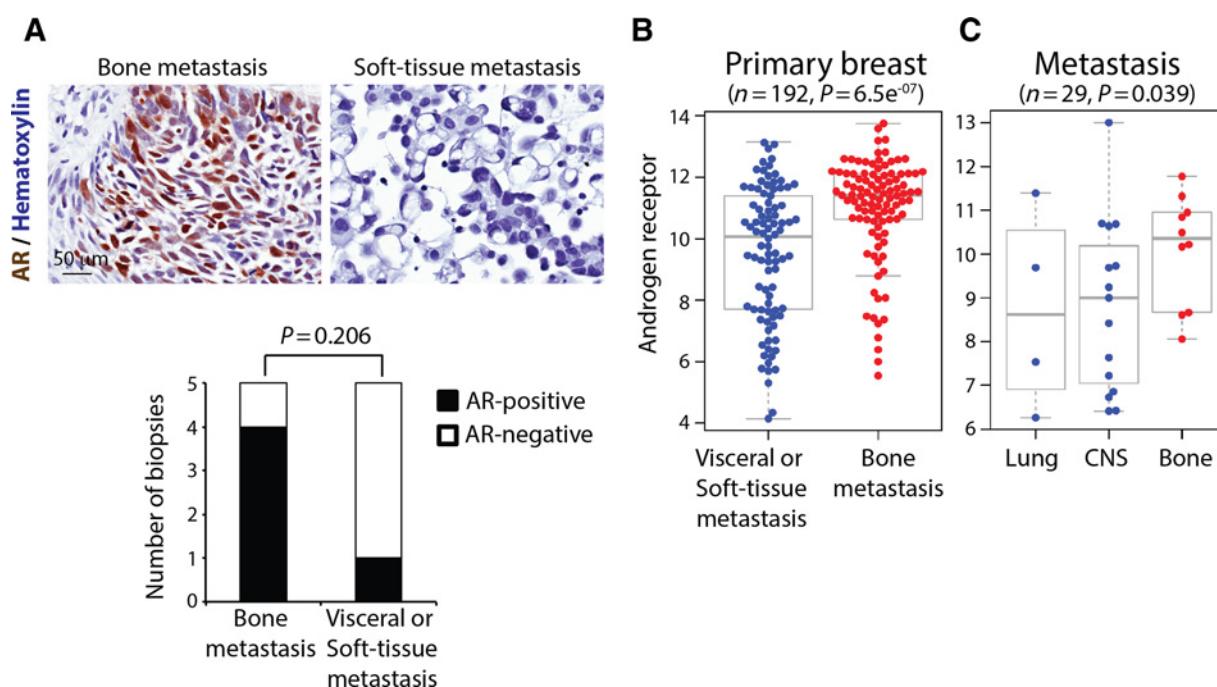 A
Bone metastasis
Soft-tissue metastasis
AR / Hematoxylin
50 μm
P = 0.206
Number of biopsies
5
4
3
2
1
0
AR-positive
AR-negative
Bone
metastasis
Visceral or
Soft-tissue
metastasis
B
Primary breast
(n = 192, P = 6.5e-07)
Androgen receptor
14
12
10
8
6
4
Visceral or
Soft-tissue
metastasis
Bone
metastasis
C
Metastasis
(n = 29, P = 0.039)
13
12
11
10
9
8
7
6
Lung
CNS
Bone